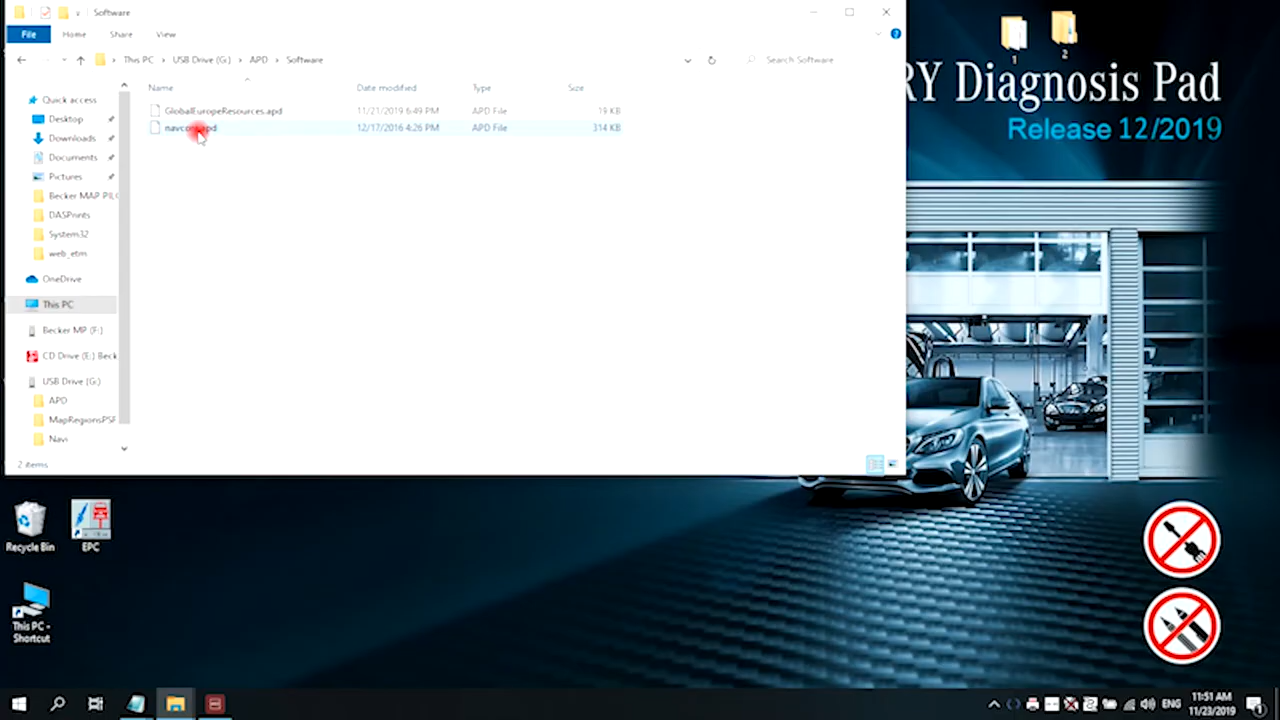 Software
File Home Share View
This PC USB Drive (G:) APD Software
Search Software
Name Date modified Type Size
GlobalEuropeResources.apd 11/21/2019 6:49 PM APD File 19 KB
12/17/2016 4:26 PM APD File 314 KB
Quick access
Desktop
Downloads
Documents
Pictures
Becker MAP PIL
DASPrints
System32
web_etm
OneDrive
This PC
Becker MP (F:)
CD Drive (E:) Beck
USB Drive (G:)
APD
MapRegionsPSF
Navi
2 items
1
2
RY Diagnosis Pad
Release 12/2019
Recycle Bin
EPC
This PC -
Shortcut
ENG
11:51 AM
11/23/2019
1